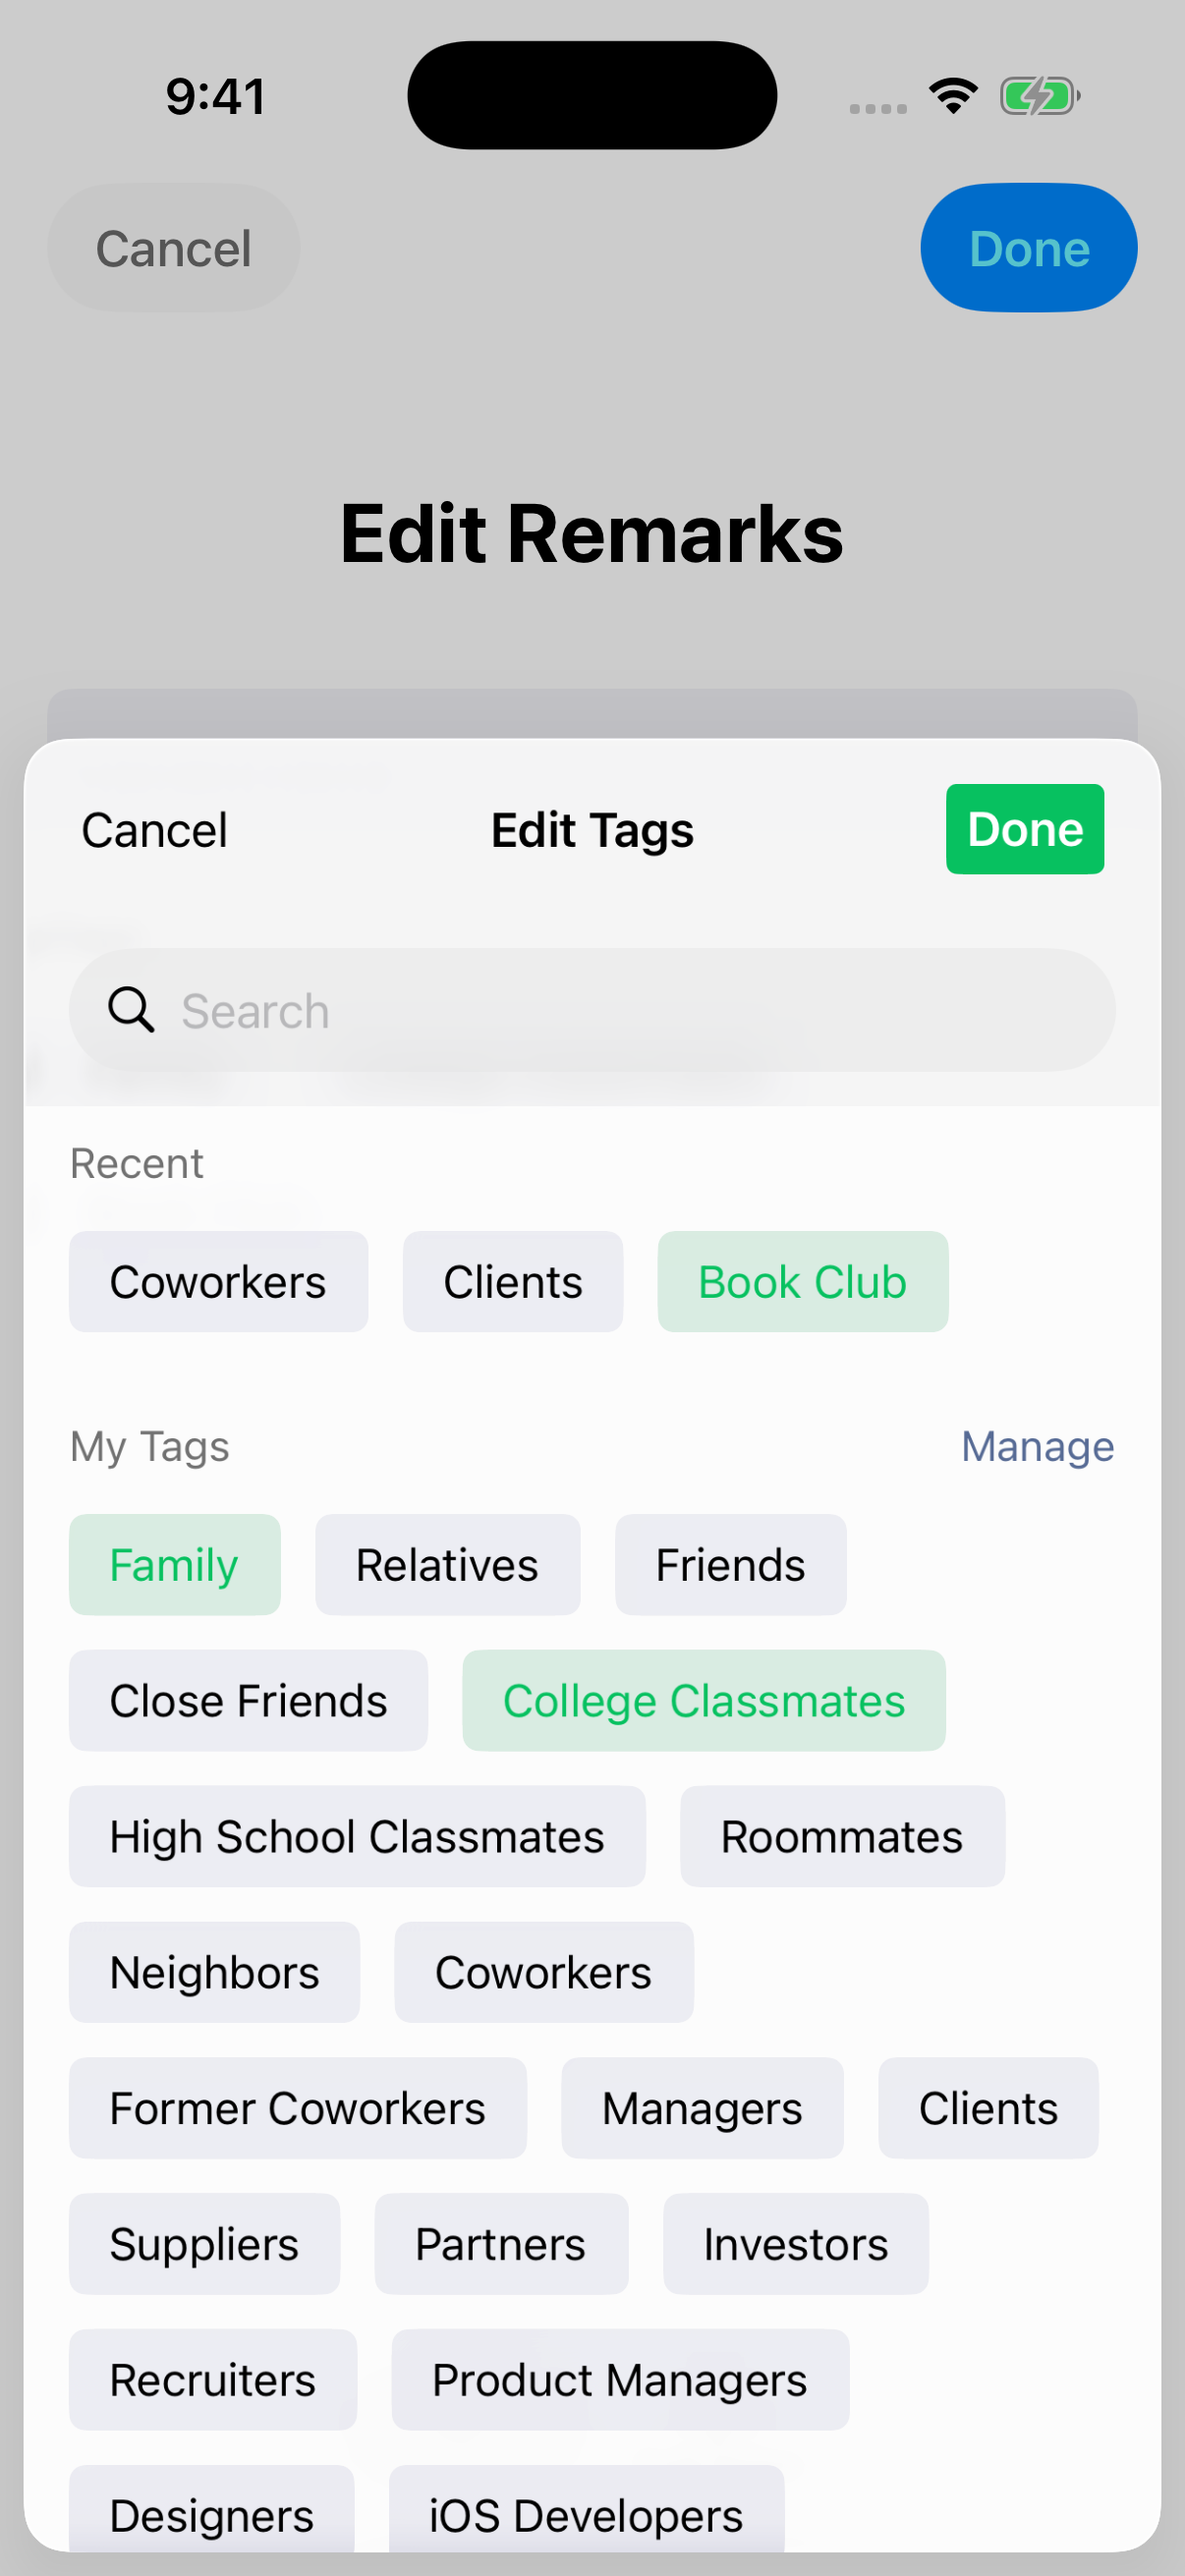 9:41
Cancel Done
Edit Remarks
Cancel Edit Tags Done
Search
Recent
Coworkers Clients Book Club
My Tags Manage
Family Relatives Friends
Close Friends College Classmates
High School Classmates Roommates
Neighbors Coworkers
Former Coworkers Managers Clients
Suppliers Partners Investors
Recruiters Product Managers
Designers iOS Developers